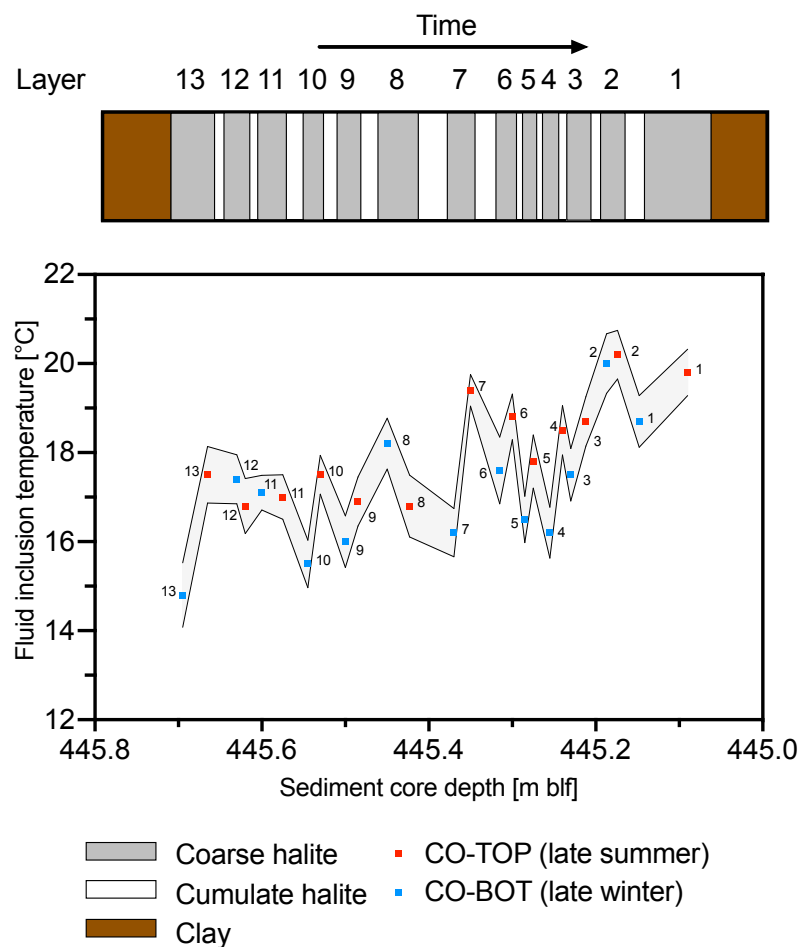 Time
Layer 13 12 11 10 9 8 7 6 5 4 3 2 1
22
20
18
16
14
12
Fluid inclusion temperature [°C]
13 13 12 12 11 11 10 10 9 9 8 8 7 7 6 6 5 5 4 4 3 3 2 2 1 1
445.8 445.6 445.4 445.2 445.0
Sediment core depth [m blf]
Coarse halite
Cumulate halite
Clay
CO-TOP (late summer)
CO-BOT (late winter)